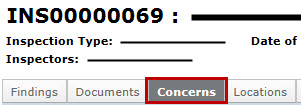 INS00000069 :
Inspection Type: Date of
Inspectors:
Findings Documents Concerns Locations